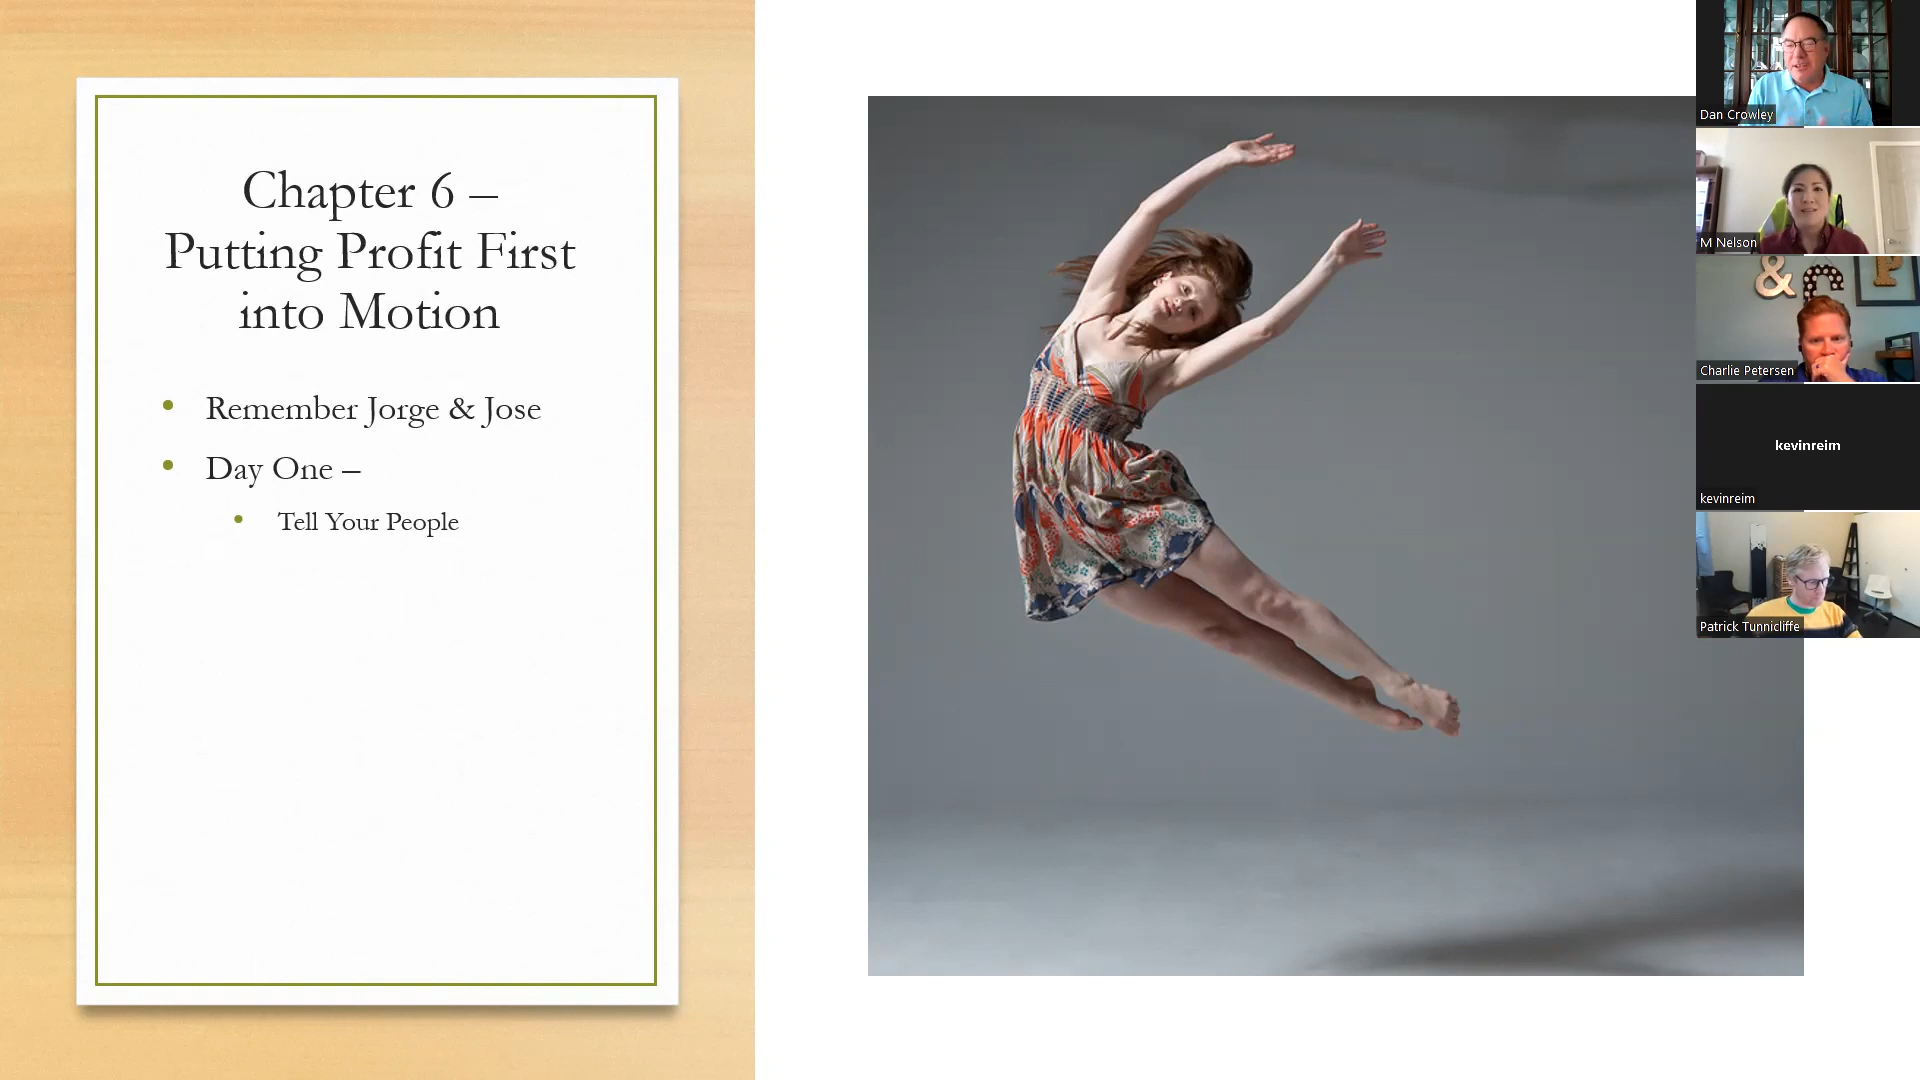 Chapter 6 –
Putting Profit First
into Motion
• Remember Jorge & Jose
• Day One –
• Tell Your People
Dan Crowley
M Nelson
& C P
Charlie Petersen
kevinreim
kevinreim
Patrick Tunnicliffe